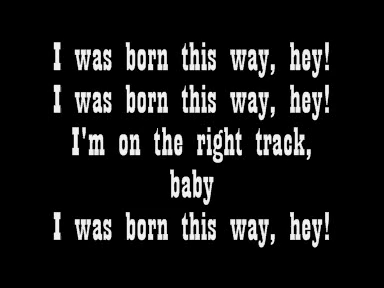 I was born this way, hey!
I was born this way, hey!
I'm on the right track,
baby
I was born this way, hey!